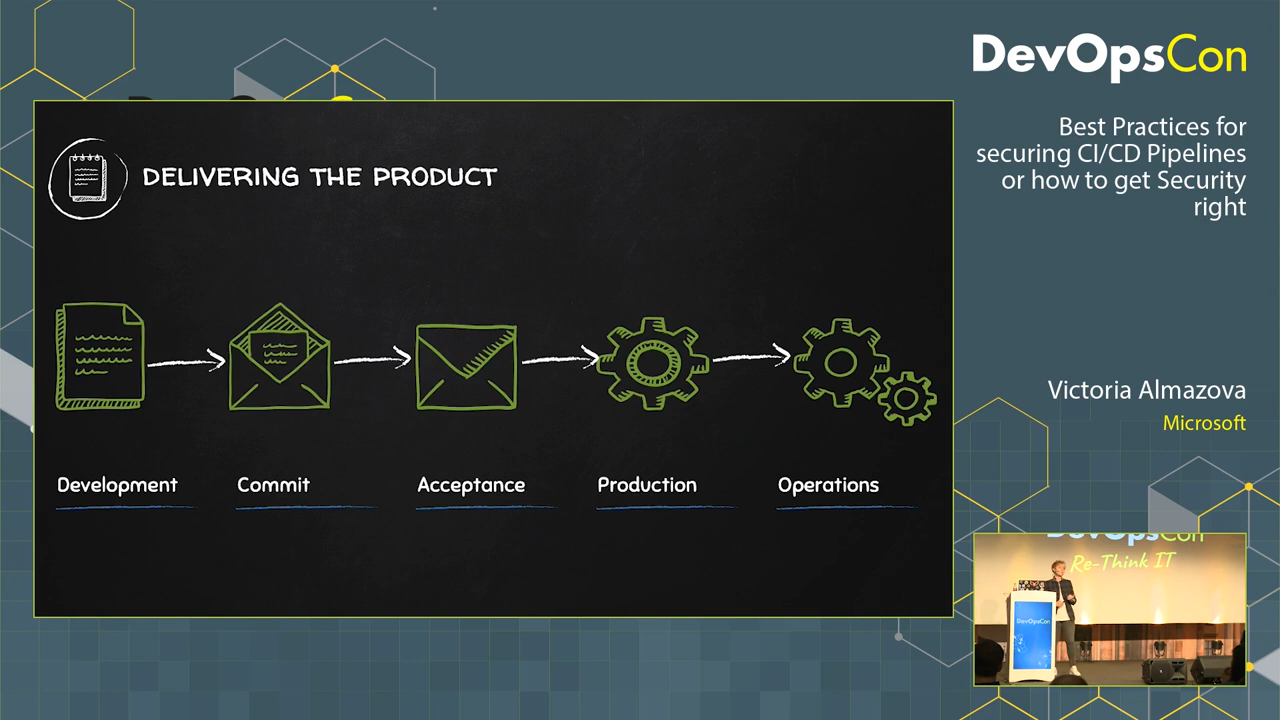 DevOpsCon
Best Practices for
securing CI/CD Pipelines
or how to get Security
right
DELIVERING THE PRODUCT
Development
Commit
Acceptance
Production
Operations
Victoria Almazova
Microsoft
DevOpsCon
Re-Think IT
DevOpsCon